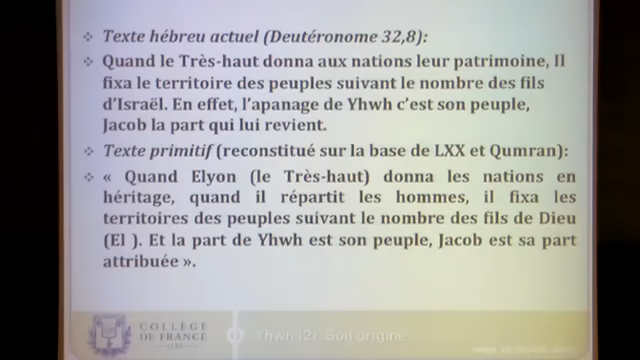 Texte hébreu actuel (Deutéronome 32,8):
Quand le Très-haut donna aux nations leur patrimoine, Il
fixa le territoire des peuples suivant le nombre des fils
d'Israël. En effet, l'apanage de Yhwh c'est son peuple,
Jacob la part qui lui revient.
Texte primitif (reconstitué sur la base de LXX et Qumran):
« Quand Elyon (le Très-haut) donna les nations en
héritage, quand il répartit les hommes, il fixa les
territoires des peuples suivant le nombre des fils de Dieu
(El ). Et la part de Yhwh est son peuple, Jacob est sa part
attribuée ».
COLLÈGE
DE FRANCE
Yhwh (2). Son origine